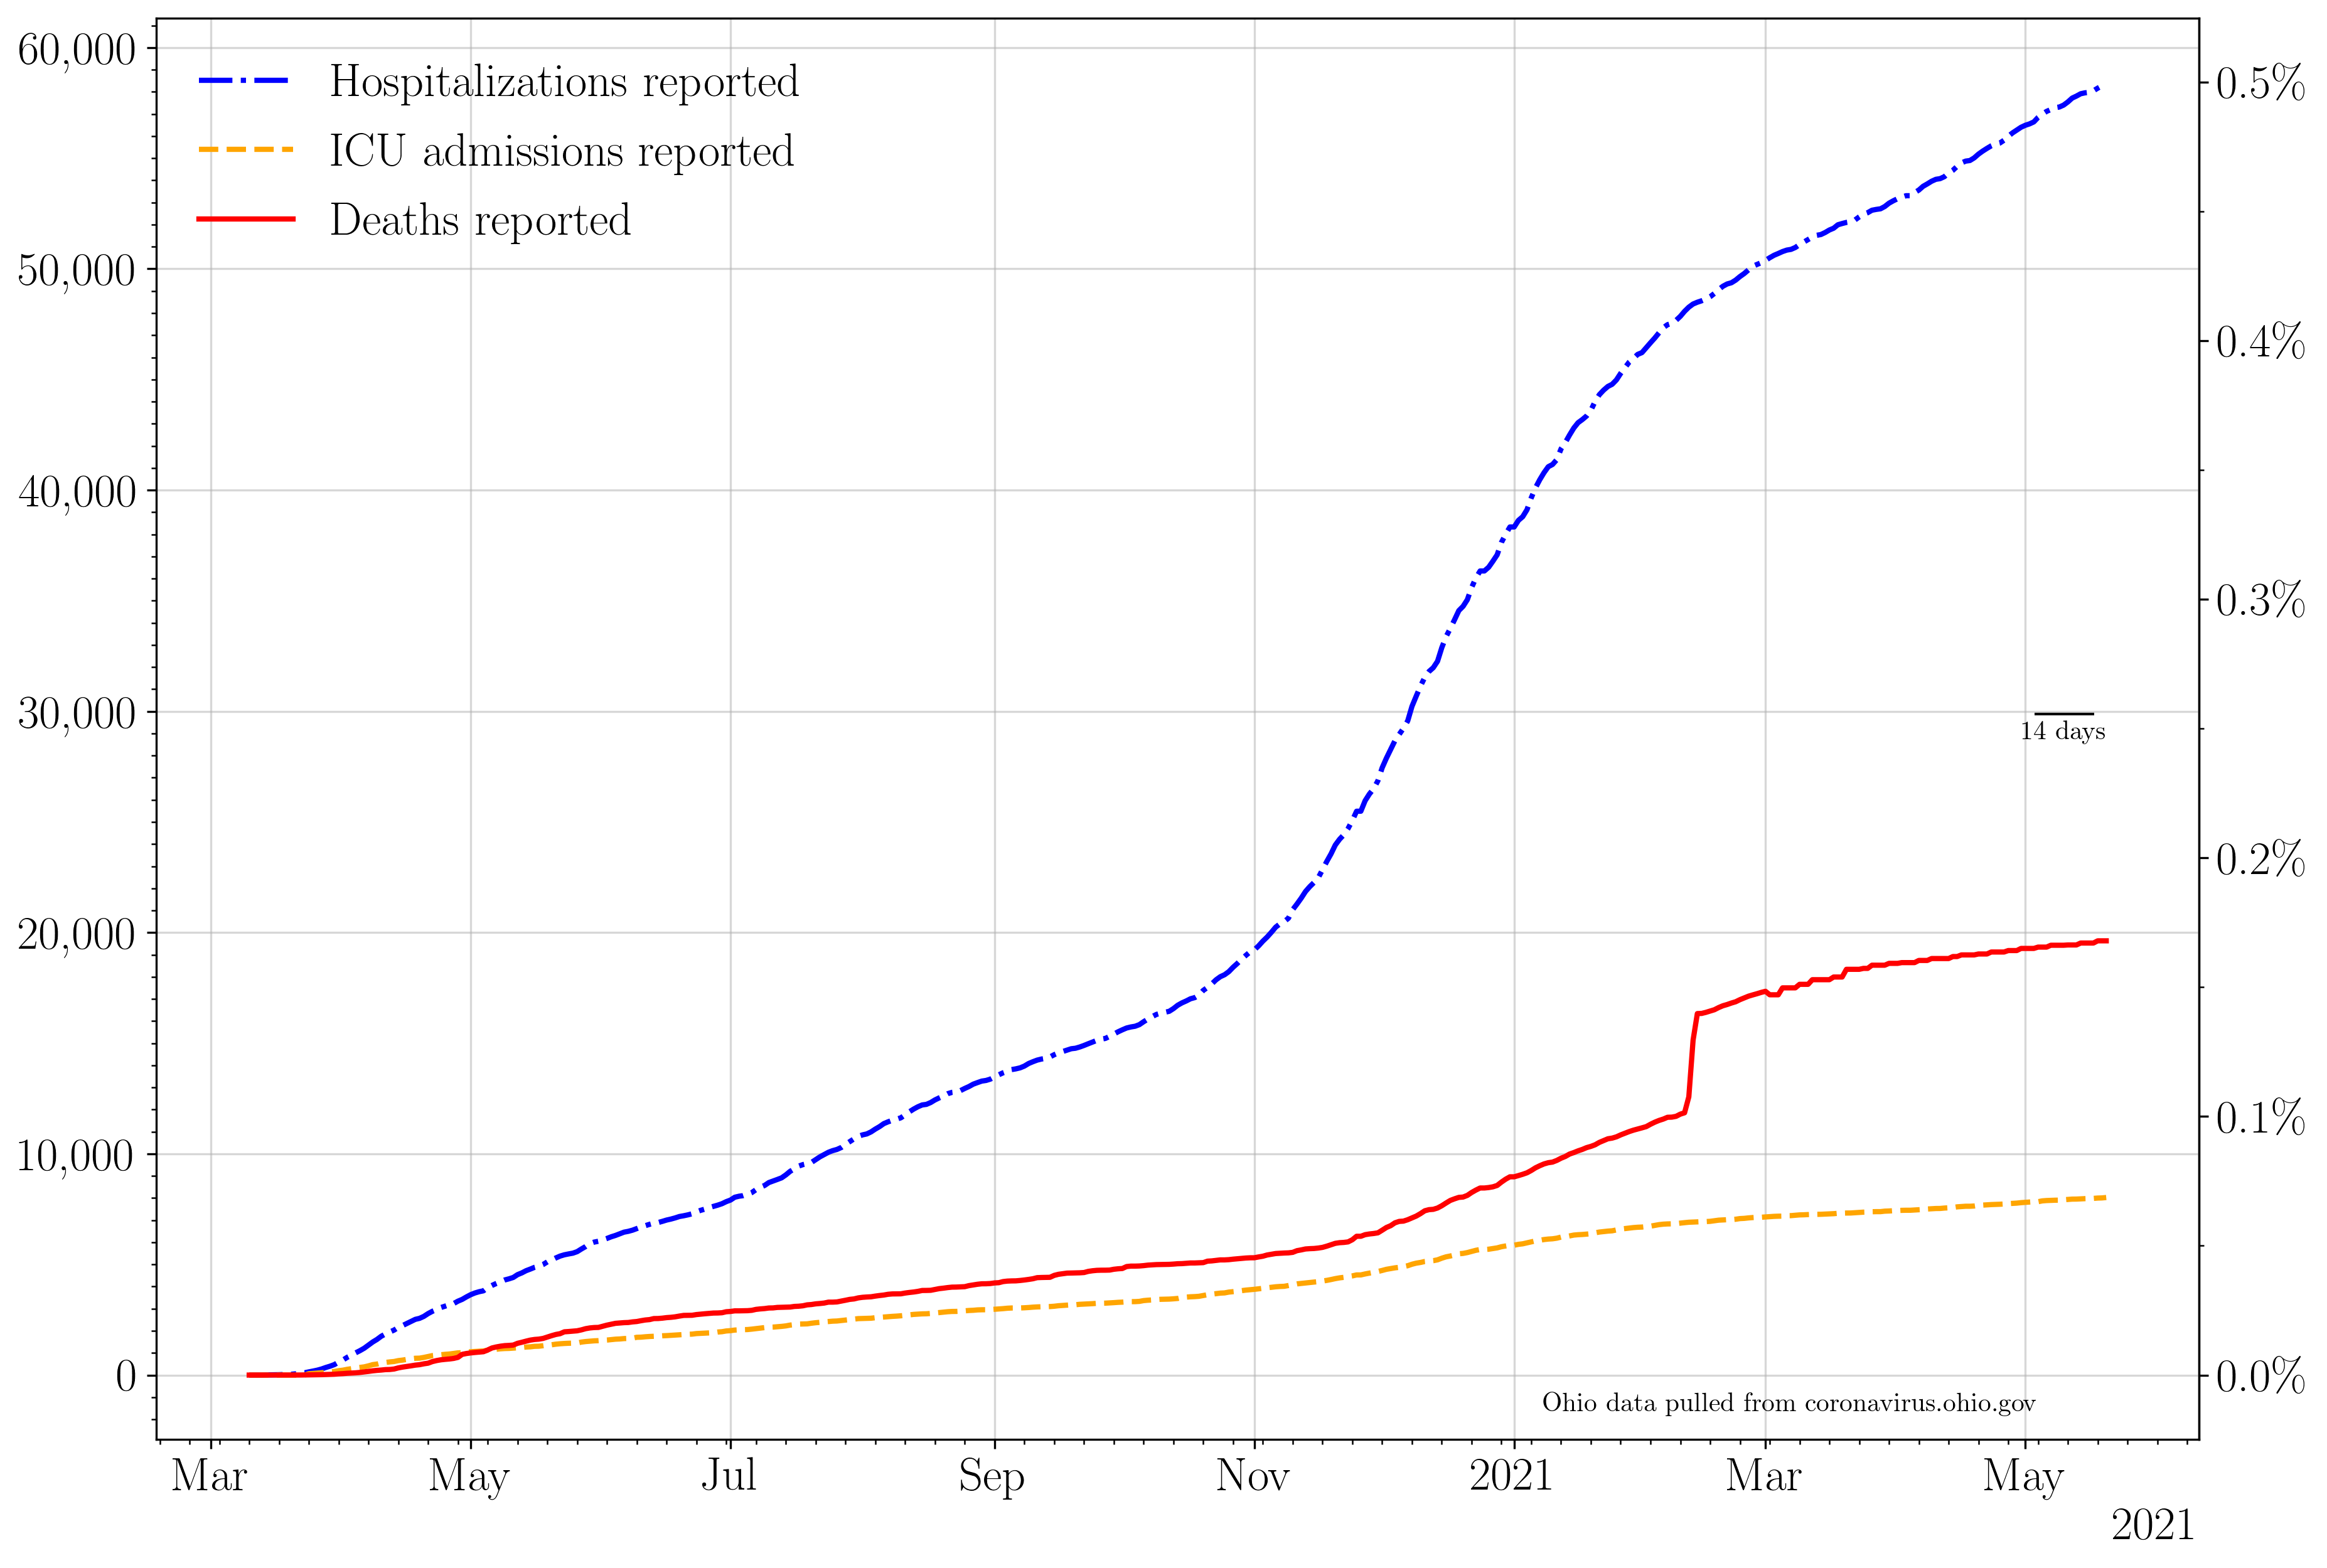 60,000
50,000
40,000
30,000
20,000
10,000
0
Hospitalizations reported
ICU admissions reported
Deaths reported
0.5%
0.4%
0.3%
0.2%
0.1%
0.0%
14 days
Ohio data pulled from coronavirus.ohio.gov
Mar May Jul Sep Nov 2021 Mar May
2021